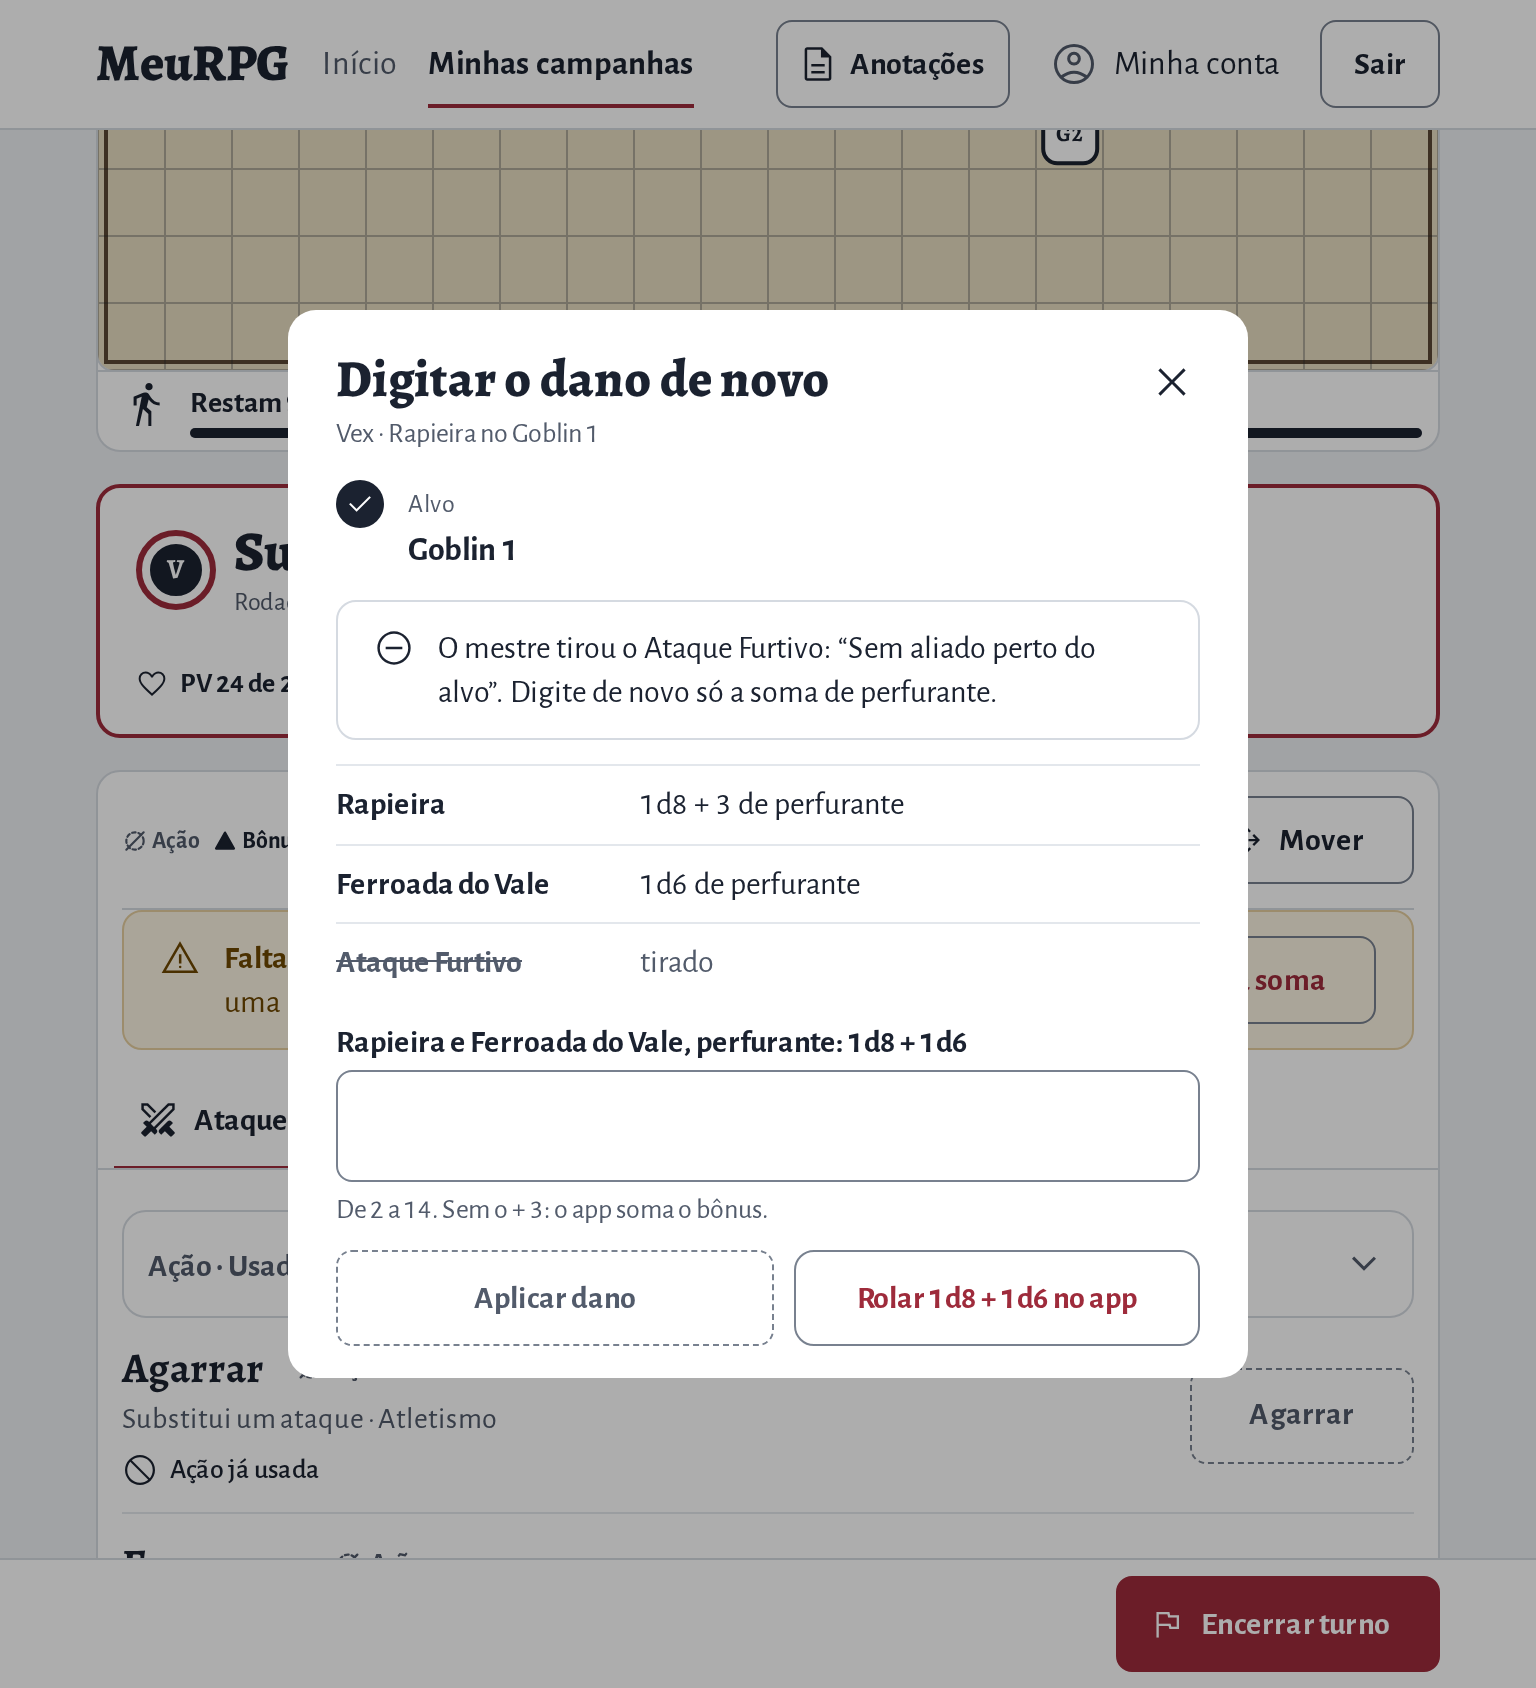 MeuRPG Início Minhas campanhas Anotações Minha conta Sair
G2
Restam
Digitar o dano de novo
Vex · Rapieira no Goblin 1
Alvo
Goblin 1
V
PV 24 de 2
O mestre tirou o Ataque Furtivo: “Sem aliado perto do
alvo”. Digite de novo só a soma de perfurante.
Rapieira 1d8 + 3 de perfurante
Ação Mover
Ferroada do Vale 1d6 de perfurante
Ataque Furtivo tirado
Falta
uma
soma
Rapieira e Ferroada do Vale, perfurante: 1d8 + 1d6
Ataque
De 2 a 14. Sem o + 3: o app soma o bônus.
Ação · Usad
Aplicar dano Rolar 1d8 + 1d6 no app
Agarrar
Substitui um ataque · Atletismo
Agarrar
Ação já usada
Encerrar turno